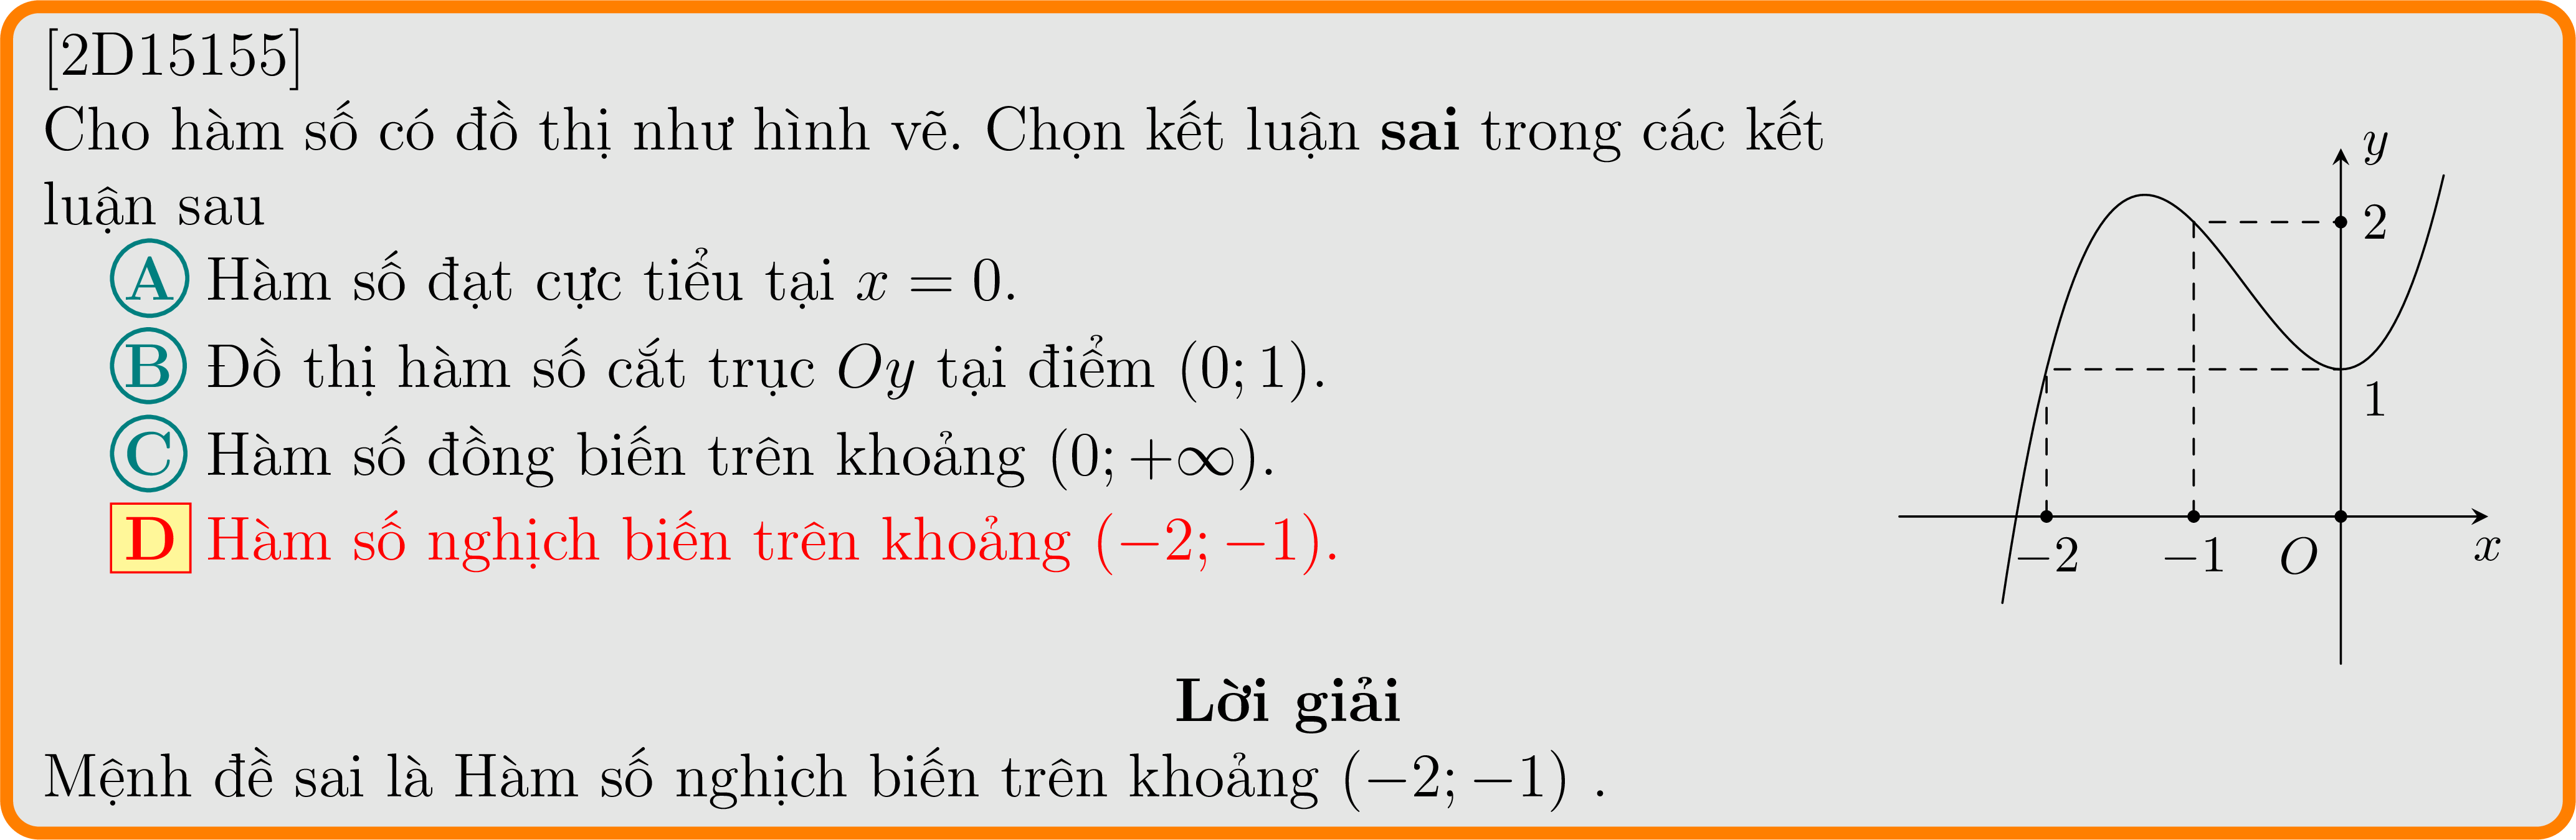 [2D15155]
Cho hàm số có đồ thị như hình vẽ. Chọn kết luận sai trong các kết
luận sau
A Hàm số đạt cực tiểu tại x = 0.
B Đồ thị hàm số cắt trục Oy tại điểm (0; 1).
C Hàm số đồng biến trên khoảng (0; +∞).
D Hàm số nghịch biến trên khoảng (−2; −1).
y
2
1
−2 −1 O x
Lời giải
Mệnh đề sai là Hàm số nghịch biến trên khoảng (−2; −1) .